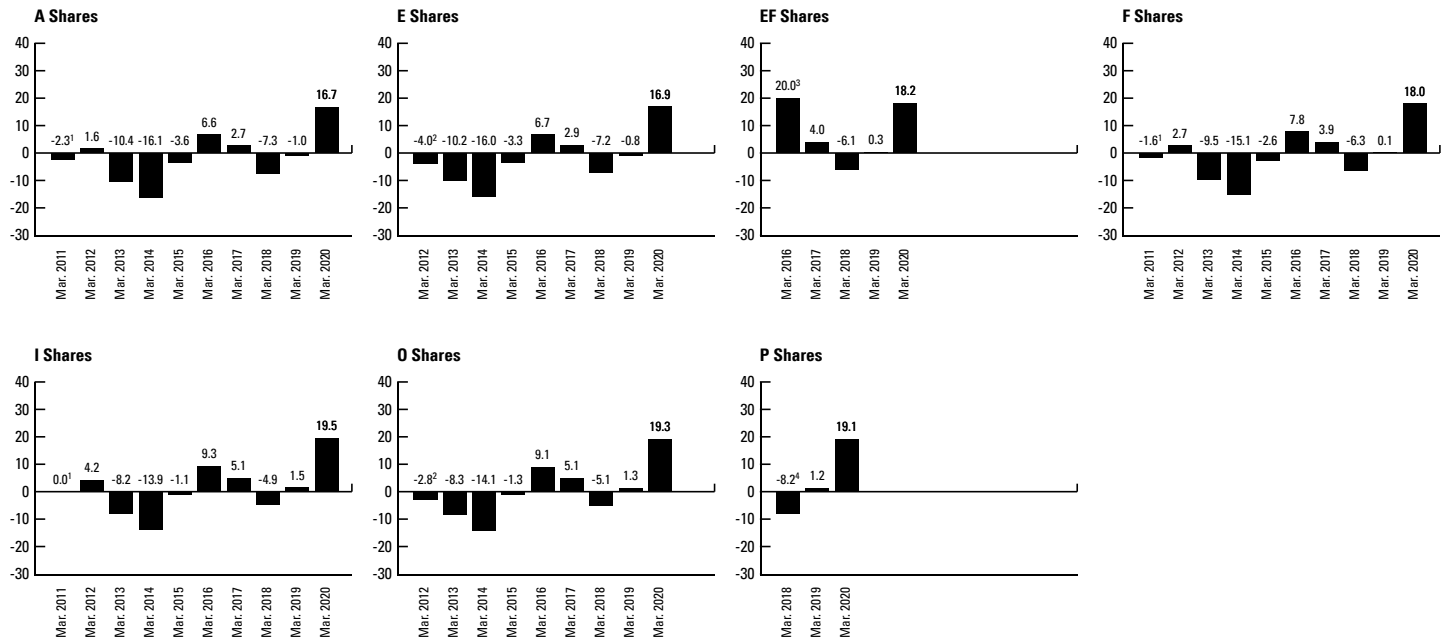 A Shares
40
30
20
10
0
-10
-20
-30
-2.3¹ 1.6 -10.4 -16.1 -3.6 6.6 2.7 -7.3 -1.0 16.7
Mar. 2011
Mar. 2012
Mar. 2013
Mar. 2014
Mar. 2015
Mar. 2016
Mar. 2017
Mar. 2018
Mar. 2019
Mar. 2020
E Shares
40
30
20
10
0
-10
-20
-30
-4.0² -10.2 -16.0 -3.3 6.7 2.9 -7.2 -0.8 16.9
Mar. 2012
Mar. 2013
Mar. 2014
Mar. 2015
Mar. 2016
Mar. 2017
Mar. 2018
Mar. 2019
Mar. 2020
EF Shares
40
30
20
10
0
-10
-20
-30
20.0³ 4.0 -6.1 0.3 18.2
Mar. 2016
Mar. 2017
Mar. 2018
Mar. 2019
Mar. 2020
F Shares
40
30
20
10
0
-10
-20
-30
-1.6¹ 2.7 -9.5 -15.1 -2.6 7.8 3.9 -6.3 0.1 18.0
Mar. 2011
Mar. 2012
Mar. 2013
Mar. 2014
Mar. 2015
Mar. 2016
Mar. 2017
Mar. 2018
Mar. 2019
Mar. 2020
I Shares
40
30
20
10
0
-10
-20
-30
0.0¹ 4.2 -8.2 -13.9 -1.1 9.3 5.1 -4.9 1.5 19.5
Mar. 2011
Mar. 2012
Mar. 2013
Mar. 2014
Mar. 2015
Mar. 2016
Mar. 2017
Mar. 2018
Mar. 2019
Mar. 2020
O Shares
40
30
20
10
0
-10
-20
-30
-2.8² -8.3 -14.1 -1.3 9.1 5.1 -5.1 1.3 19.3
Mar. 2012
Mar. 2013
Mar. 2014
Mar. 2015
Mar. 2016
Mar. 2017
Mar. 2018
Mar. 2019
Mar. 2020
P Shares
40
30
20
10
0
-10
-20
-30
-8.2⁴ 1.2 19.1
Mar. 2018
Mar. 2019
Mar. 2020